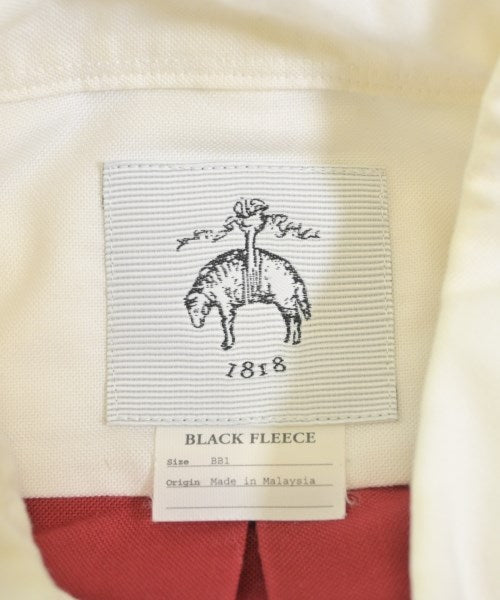 1818
BLACK FLEECE
Size BB1
Origin Made in Malaysia